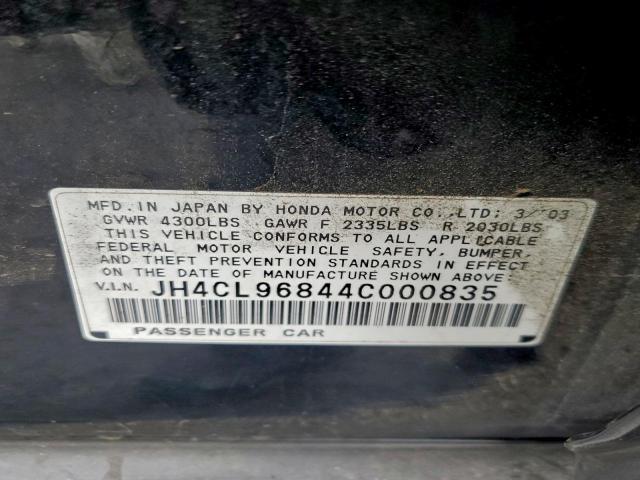 MFD. IN JAPAN BY HONDA MOTOR CO.,LTD: 3/03
GVWR 4300LBS GAWR F 2335LBS R 2030LBS
THIS VEHICLE CONFORMS TO ALL APPLICABLE
FEDERAL MOTOR VEHICLE SAFETY, BUMPER,
AND THEFT PREVENTION STANDARDS IN EFFECT
ON THE DATE OF MANUFACTURE SHOWN ABOVE.
V.I.N. JH4CL96844C000835
PASSENGER CAR